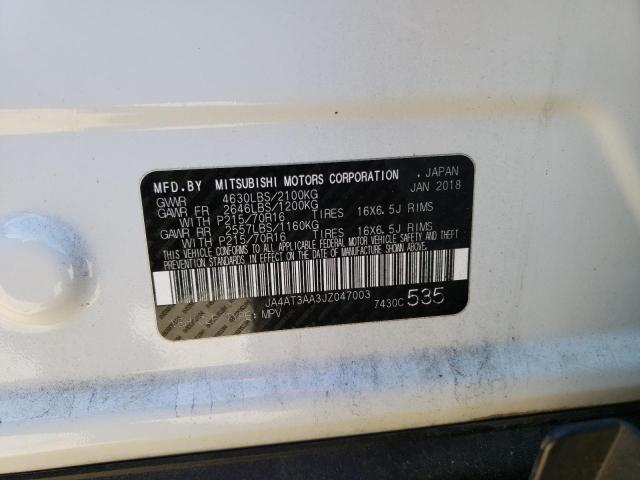 MFD.BY MITSUBISHI MOTORS CORPORATION , JAPAN
GVWR 4630LBS/2100KG JAN 2018
GAWR FR 2646LBS/1200KG
WITH P215/70R16 TIRES 16X6.5J RIMS
GAWR RR 2557LBS/1160KG
WITH P215/70R16 TIRES 16X6.5J RIMS
THIS VEHICLE CONFORMS TO ALL APPLICABLE FEDERAL MOTOR VEHICLE SAFETY AND THEFT
PREVENTION STANDARDS IN EFFECT ON THE DATE OF MANUFACTURE SHOWN ABOVE.
JA4AT3AA3JZ047003
VEHICLE TYPE: MPV 7430C 535